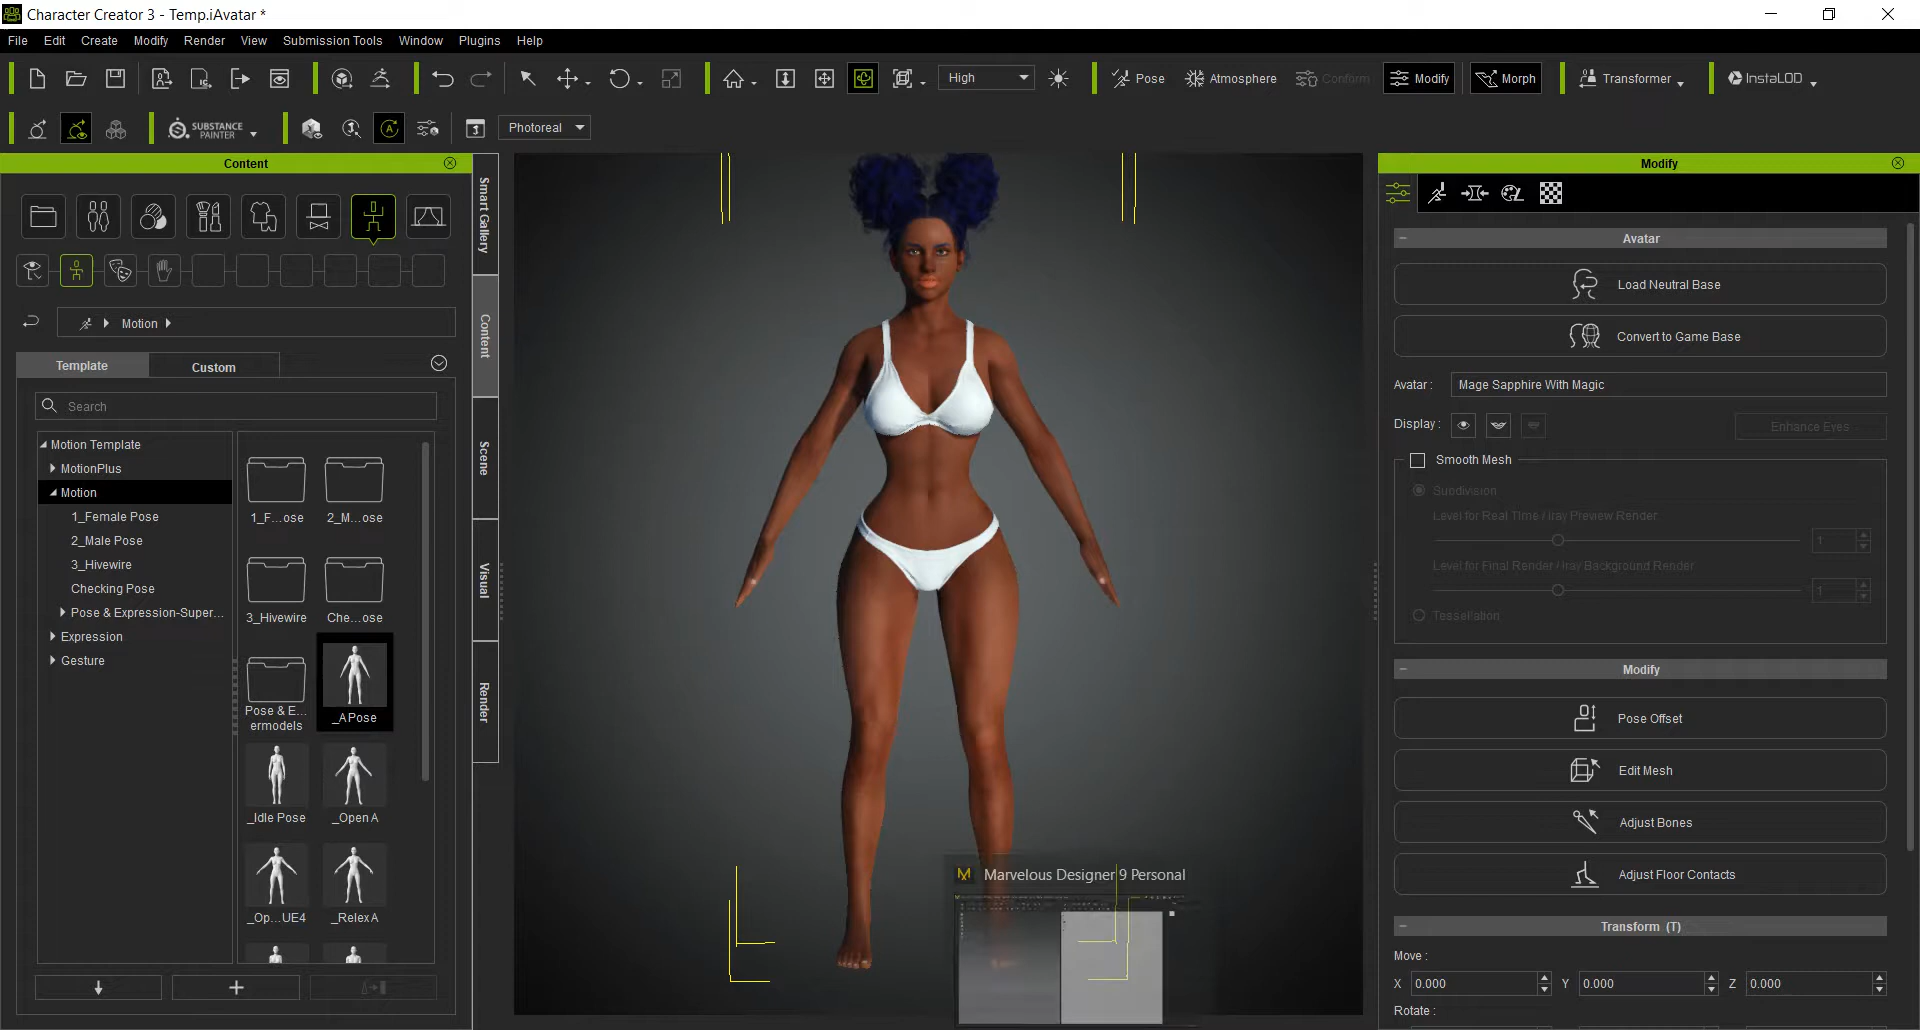 Character Creator 3 - Temp.iAvatar *
File Edit Create Modify Render View Submission Tools Window Plugins Help
High Pose Atmosphere Conform Modify Morph Transformer InstaLOD
SUBSTANCE PAINTER Photoreal
Content
Smart Gallery
Content
Scene
Visual
Render
Motion
Template Custom
Search
Motion Template
MotionPlus
Motion
1_Female Pose
2_Male Pose
3_Hivewire
Checking Pose
Pose & Expression-Super...
Expression
Gesture
1_F...ose 2_M...ose
3_Hivewire Che...ose
Pose & E...
ermodels
_A Pose
_Idle Pose _Open A
_Op...UE4 _Relex A
Marvelous Designer 9 Personal
Modify
Avatar
Load Neutral Base
Convert to Game Base
Avatar : Mage Sapphire With Magic
Display : Enhance Eyes
Smooth Mesh
Subdivision
Level for Real Time / Iray Preview Render
1
Level for Final Render / Iray Background Render
1
Tessellation
Modify
Pose Offset
Edit Mesh
Adjust Bones
Adjust Floor Contacts
Transform (T)
Move :
X 0.000 Y 0.000 Z 0.000
Rotate :